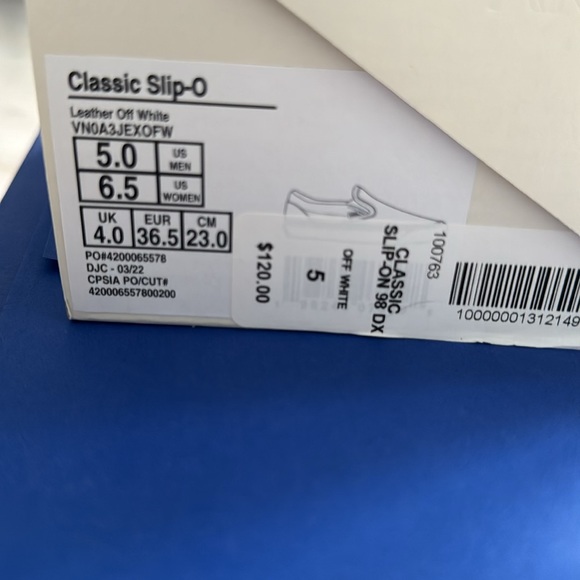 Classic Slip-O
Leather Off White
VN0A3JEXOFW
5.0 US MEN
6.5 US WOMEN
UK 4.0 EUR 36.5 CM 23.0
PO#4200065578
DJC - 03/22
CPSIA PO/CUT#
420006557800200
100763
CLASSIC
SLIP-ON 98 DX
OFF WHITE
5
$120.00
10000001312149